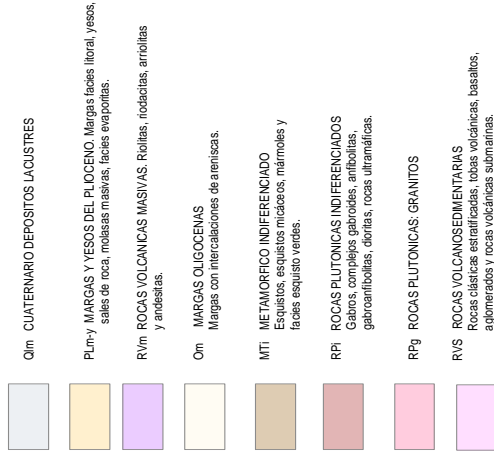 Qlm CUATERNARIO DEPOSITOS LACUSTRES
PLm-y MARGAS Y YESOS DEL PLIOCENO. Margas facies litoral, yesos,
sales de roca, molasas masivas, facies evaporitas.
RVm ROCAS VOLCANICAS MASIVAS. Riolitas, riodacitas, arriolitas
y andesitas.
Om MARGAS OLIGOCENAS
Margas con intercalaciones de areniscas.
MTi METAMORFICO INDIFERENCIADO
Esquistos, esquistos micáceos, mármoles y
facies esquisto verdes.
RPi ROCAS PLUTONICAS INDIFERENCIADOS
Gabros, complejos gabroides, anfibolitas,
gabroanfibolitas, dioritas, rocas ultramáficas.
RPg ROCAS PLUTONICAS: GRANITOS
RVS ROCAS VOLCANOSEDIMENTARIAS
Rocas clásticas estratificadas, tobas volcánicas, basaltos,
aglomerados y rocas volcánicas submarinas.